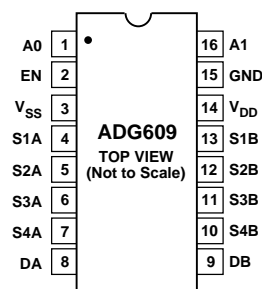 A0 1 16 A1
EN 2 15 GND
VSS 3 14 VDD
S1A 4 13 S1B
S2A 5 12 S2B
S3A 6 11 S3B
S4A 7 10 S4B
DA 8 9 DB
ADG609
TOP VIEW
(Not to Scale)